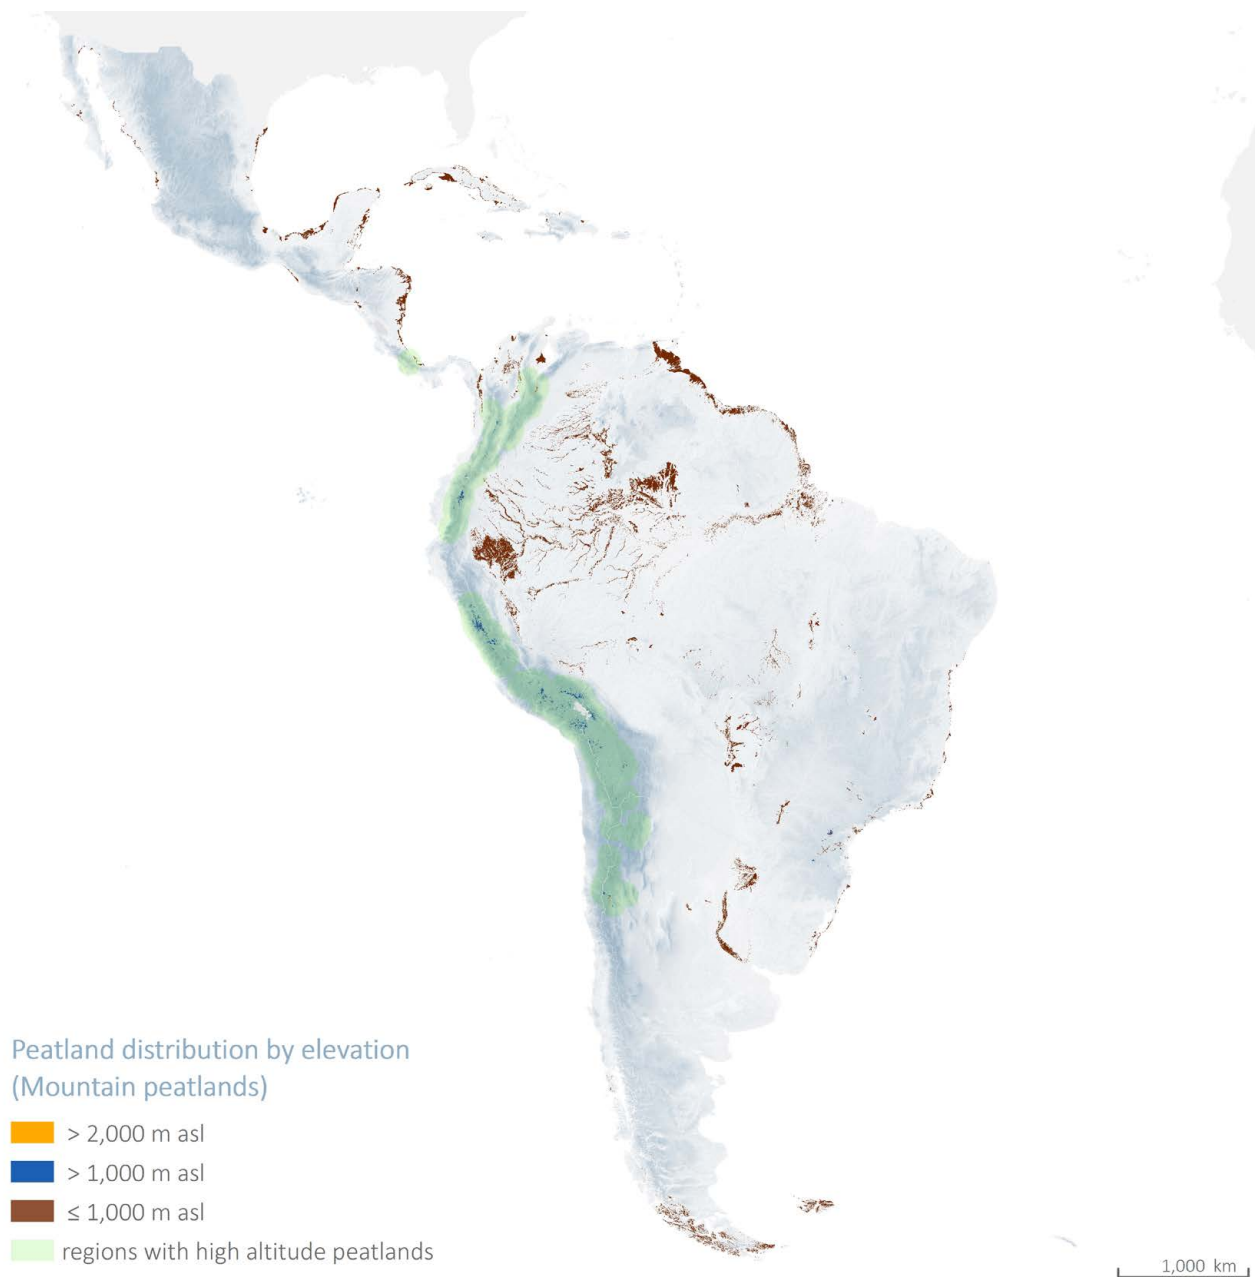 Peatland distribution by elevation
(Mountain peatlands)
> 2,000 m asl
> 1,000 m asl
≤ 1,000 m asl
regions with high altitude peatlands
1,000 km